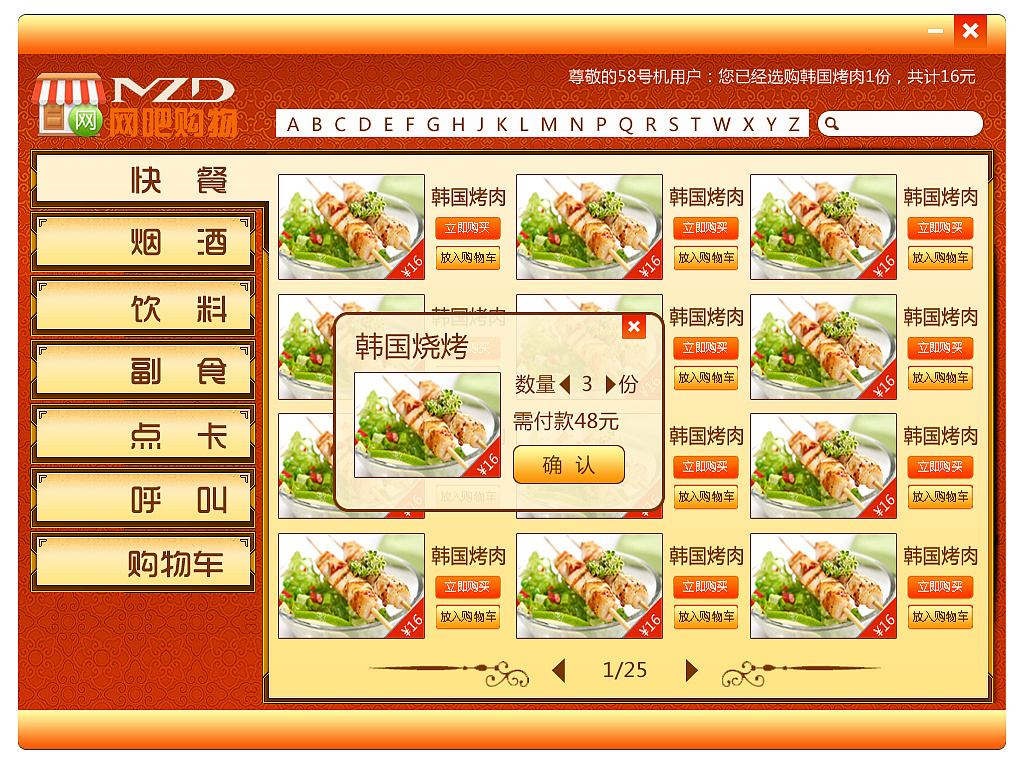 尊敬的58号机用户：您已经选购韩国烤肉1份，共计16元
MZD
网吧购物
网
A B C D E F G H J K L M N P Q R S T W X Y Z
快 餐
烟 酒
饮 料
副 食
点 卡
呼 叫
购物车
韩国烤肉 韩国烤肉 韩国烤肉
立即购买 立即购买 立即购买
放入购物车 放入购物车 放入购物车
¥16 ¥16 ¥16
韩国烤肉 韩国烤肉 韩国烤肉
立即购买 立即购买
放入购物车 放入购物车
¥16
韩国烧烤
数量 3 份
需付款48元
确 认
¥16
韩国烤肉 韩国烤肉
立即购买 立即购买
放入购物车 放入购物车
¥16
韩国烤肉 韩国烤肉 韩国烤肉
立即购买 立即购买 立即购买
放入购物车 放入购物车 放入购物车
¥16 ¥16 ¥16
1/25